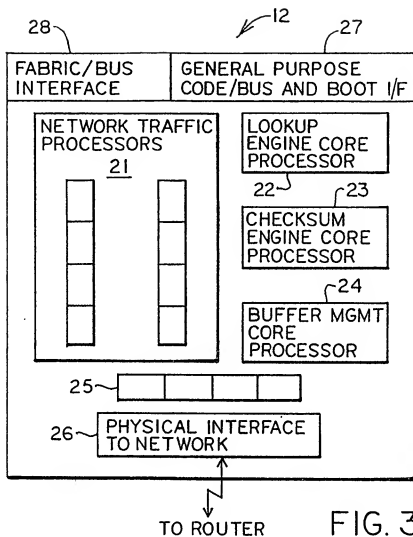 12
28
27
FABRIC/BUS
INTERFACE
GENERAL PURPOSE
CODE/BUS AND BOOT I/F
NETWORK TRAFFIC
PROCESSORS
21
LOOKUP
ENGINE CORE
PROCESSOR
22
23
CHECKSUM
ENGINE CORE
PROCESSOR
24
BUFFER MGMT
CORE
PROCESSOR
25
26
PHYSICAL INTERFACE
TO NETWORK
TO ROUTER
FIG. 3